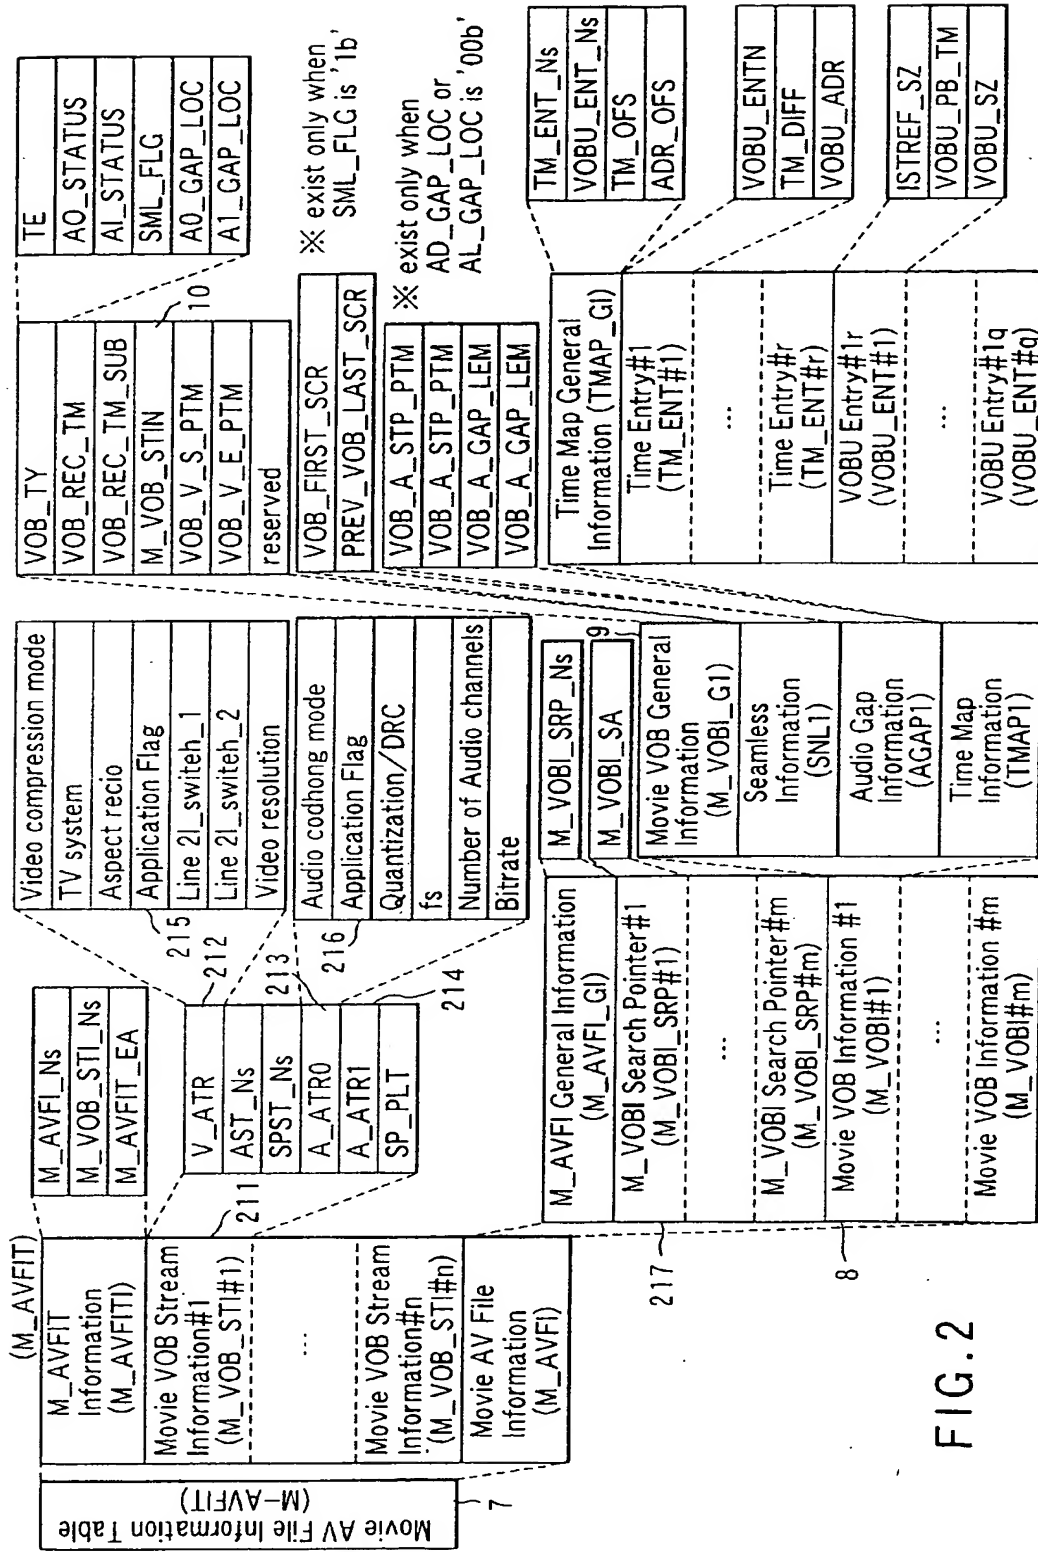 Movie AV File Information Table
(M-AVFIT)
7
(M_AVFIT)
M_AVFIT
Information
(M_AVFITI)
Movie VOB Stream
Information#1
(M_VOB_STI#1)
...
Movie VOB Stream
Information#n
(M_VOB_STI#n)
Movie AV File
Information
(M_AVFI)
211
M_AVFI_Ns
M_VOB_STI_Ns
M_AVFIT_EA
V_ATR
AST_Ns
SPST_Ns
A_ATR0
A_ATR1
SP_PLT
212
213
214
Video compression mode
TV system
Aspect recio
Application Flag
Line 2l_switeh_1
Line 2l_switeh_2
Video resolution
215
Audio codhong mode
Application Flag
Quantization/DRC
fs
Number of Audio channels
Bitrate
216
VOB_TY
VOB_REC_TM
VOB_REC_TM_SUB
M_VOB_STIN
VOB_V_S_PTM
VOB_V_E_PTM
reserved
10
TE
AO_STATUS
AI_STATUS
SML_FLG
A0_GAP_LOC
A1_GAP_LOC
VOB_FIRST_SCR
PREV_VOB_LAST_SCR
※ exist only when
SML_FLG is '1b'
VOB_A_STP_PTM
VOB_A_STP_PTM
VOB_A_GAP_LEM
VOB_A_GAP_LEM
※ exist only when
AD_GAP_LOC or
AL_GAP_LOC is '00b'
M_AVFI General Information
(M_AVFI_GI)
M_VOBI Search Pointer#1
(M_VOBI_SRP#1)
...
M_VOBI Search Pointer#m
(M_VOBI_SRP#m)
Movie VOB Information #1
(M_VOBI#1)
...
Movie VOB Information #m
(M_VOBI#m)
217
8
M_VOBI_SRP_Ns
M_VOBI_SA
9
Movie VOB General
Information
(M_VOBI_G1)
Seamless
Information
(SNL1)
Audio Gap
Information
(AGAP1)
Time Map
Information
(TMAP1)
Time Map General
Information (TMAP_GI)
Time Entry#1
(TM_ENT#1)
...
Time Entry#r
(TM_ENT#r)
VOBU Entry#1r
(VOBU_ENT#1)
...
VOBU Entry#1q
(VOBU_ENT#q)
TM_ENT_Ns
VOBU_ENT_Ns
TM_OFS
ADR_OFS
VOBU_ENTN
TM_DIFF
VOBU_ADR
ISTREF_SZ
VOBU_PB_TM
VOBU_SZ
FIG.2